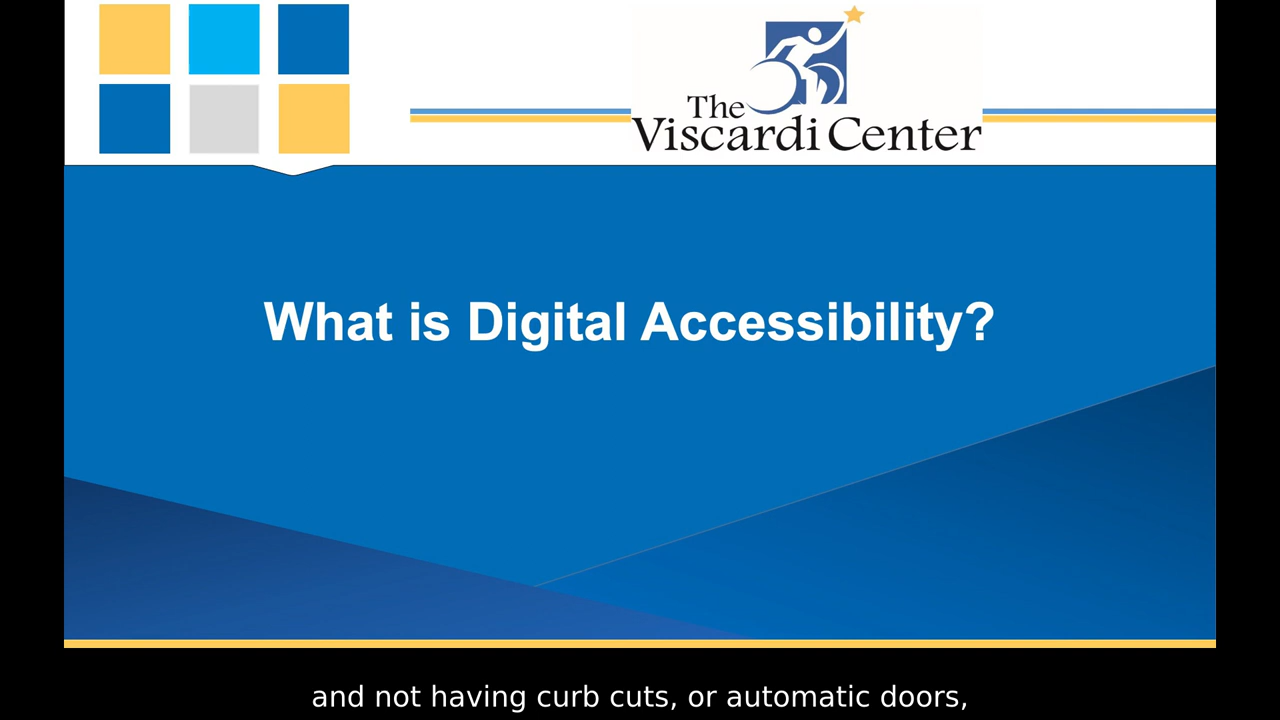 The
Viscardi Center
What is Digital Accessibility?
and not having curb cuts, or automatic doors,